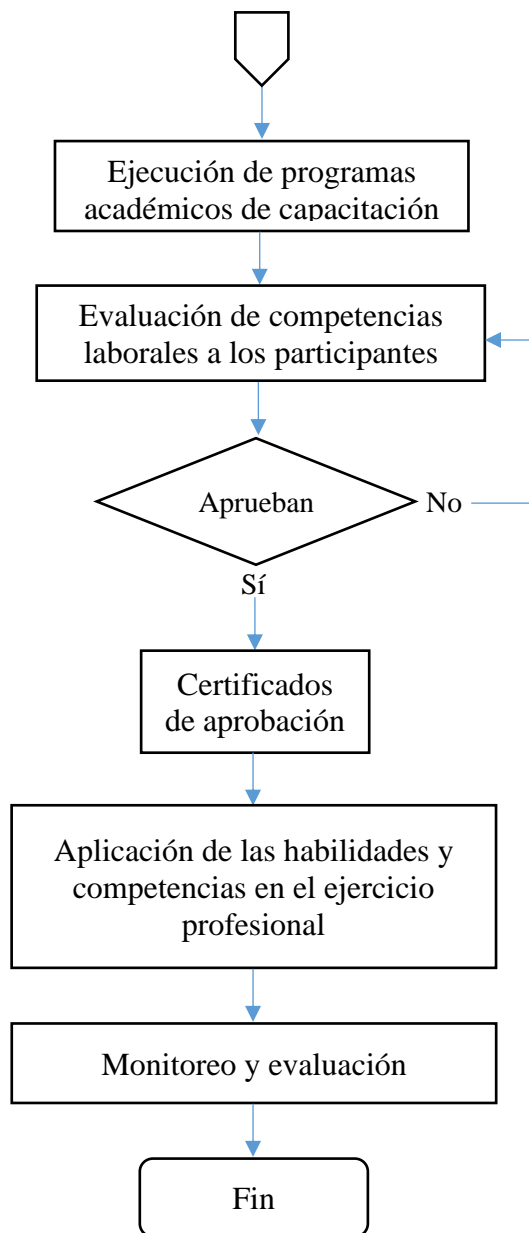 Ejecución de programas
académicos de capacitación
Evaluación de competencias
laborales a los participantes
Aprueban
No
Sí
Certificados
de aprobación
Aplicación de las habilidades y
competencias en el ejercicio
profesional
Monitoreo y evaluación
Fin